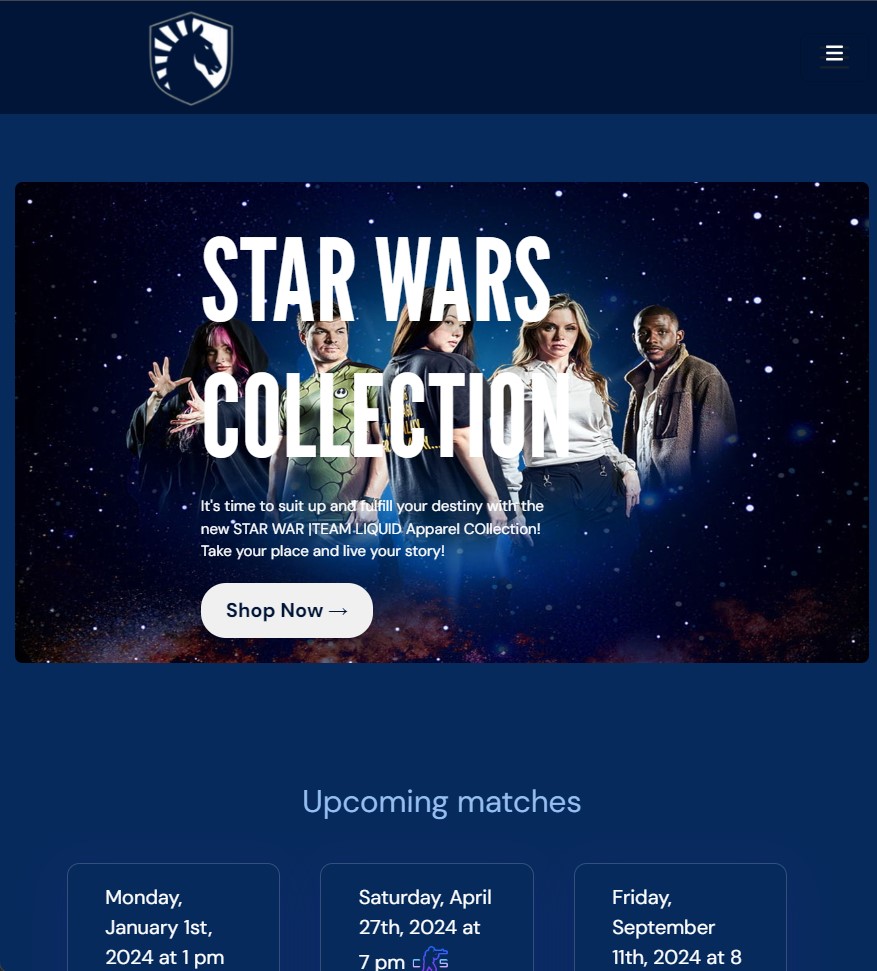 STAR WARS
COLLECTION
It's time to suit up and fulfill your destiny with the
new STAR WAR |TEAM LIQUID Apparel COllection!
Take your place and live your story!
Shop Now →
Upcoming matches
Monday,
January 1st,
2024 at 1 pm
Saturday, April
27th, 2024 at
7 pm
Friday,
September
11th, 2024 at 8